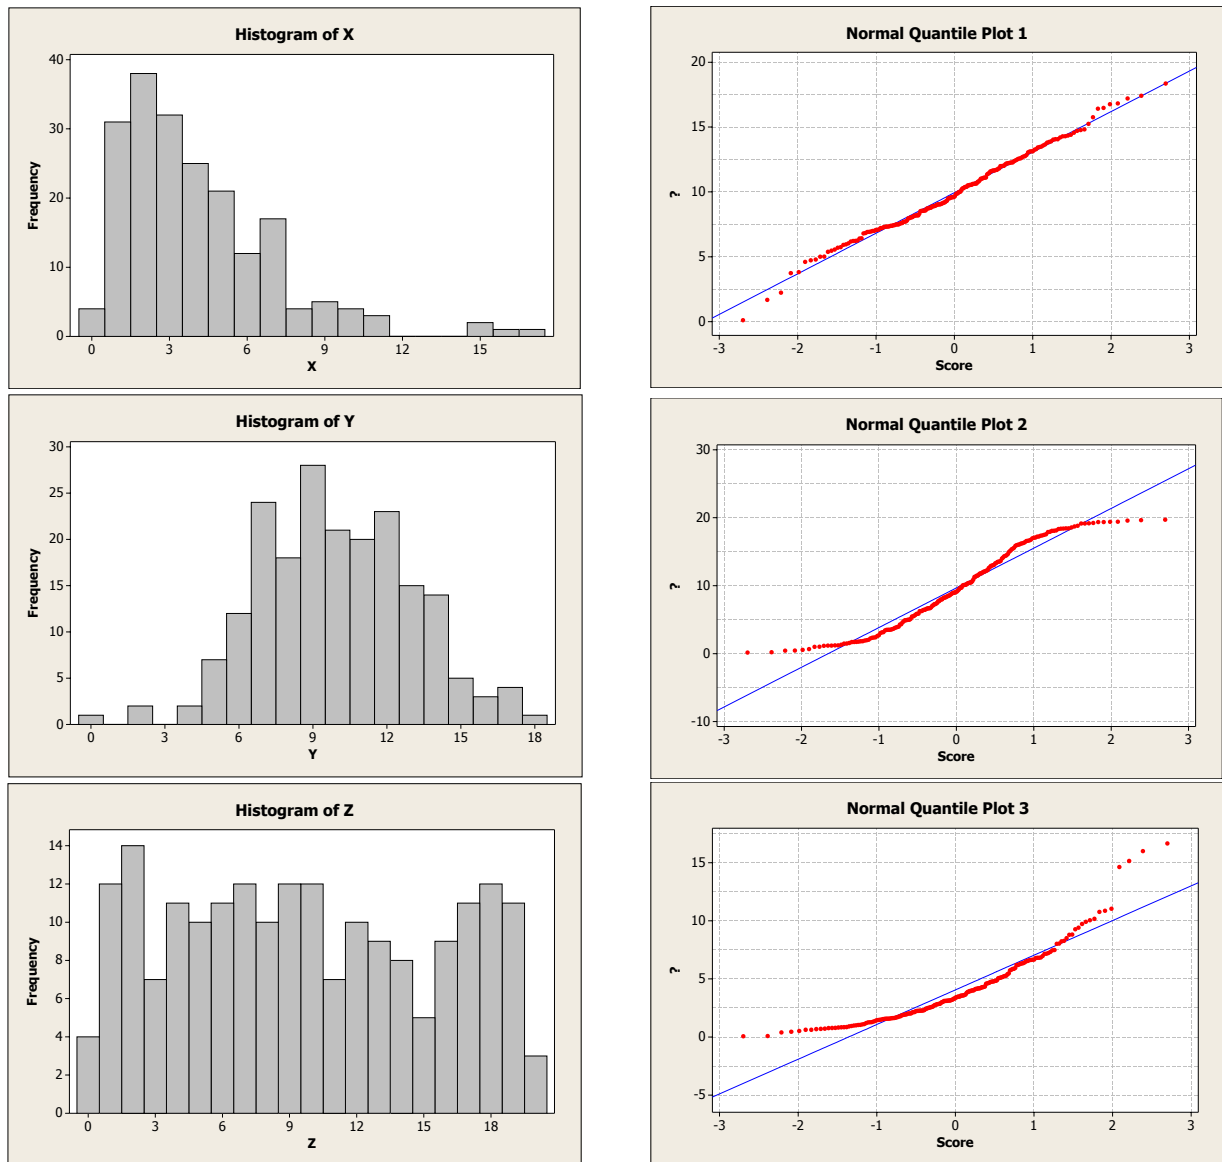 Histogram of X
40
30
20
10
0
Frequency
0 3 6 9 12 15
X
Normal Quantile Plot 1
20
15
10
5
0
?
-3 -2 -1 0 1 2 3
Score
Histogram of Y
30
25
20
15
10
5
0
Frequency
0 3 6 9 12 15 18
Y
Normal Quantile Plot 2
30
20
10
0
-10
?
-3 -2 -1 0 1 2 3
Score
Histogram of Z
14
12
10
8
6
4
2
0
Frequency
0 3 6 9 12 15 18
Z
Normal Quantile Plot 3
15
10
5
0
-5
?
-3 -2 -1 0 1 2 3
Score